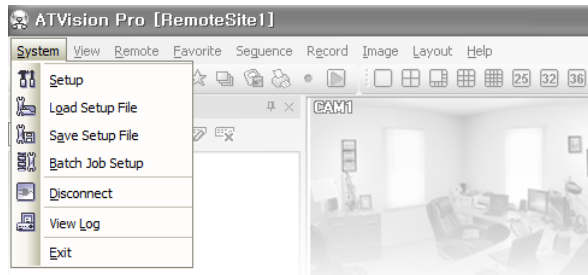 ATVision Pro [RemoteSite1]
System View Remote Favorite Sequence Record Image Layout Help
Setup
25 32 36
Load Setup File
CAM1
Save Setup File
Batch Job Setup
Disconnect
View Log
Exit